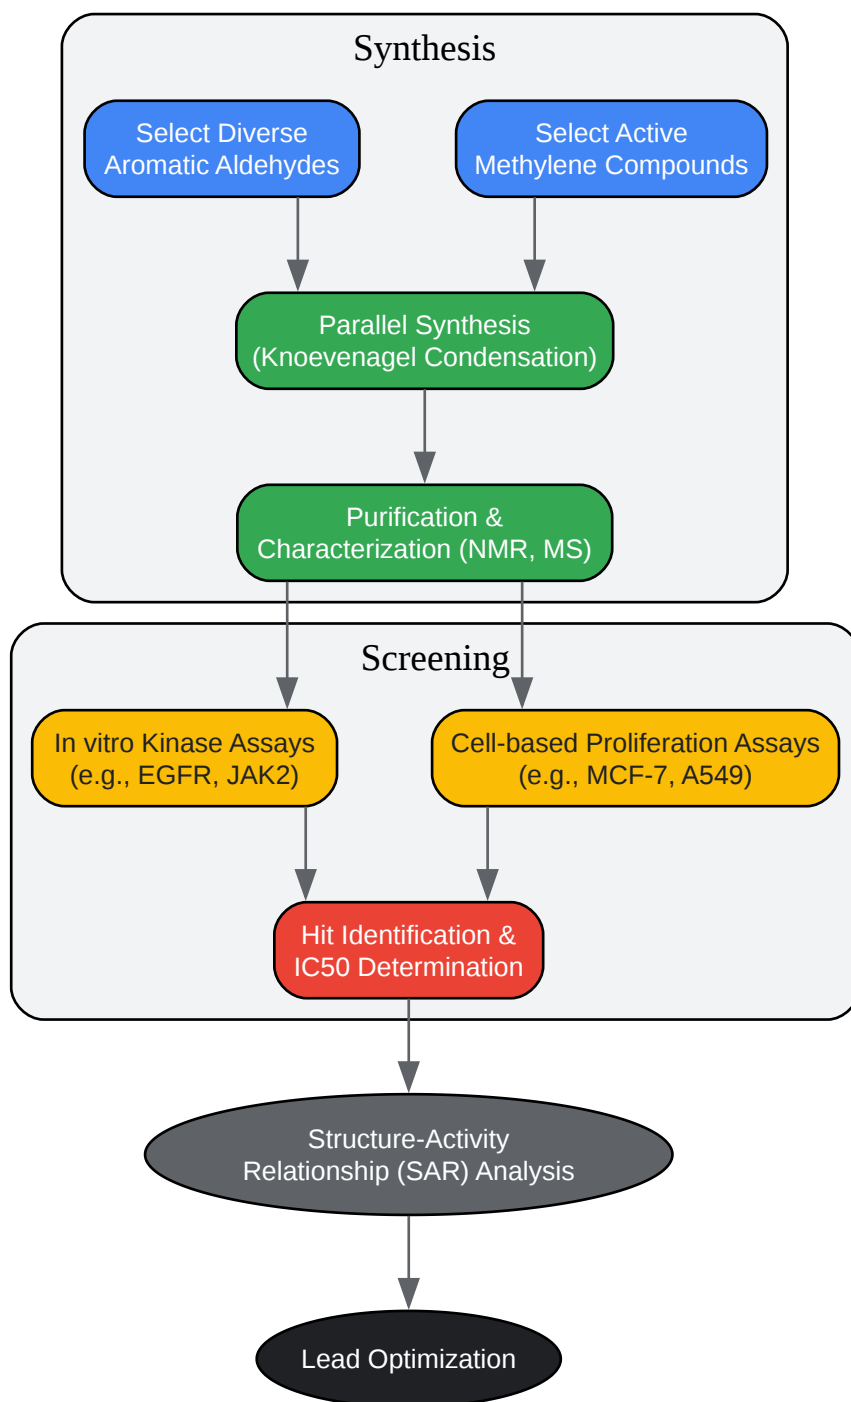 Synthesis
Select Diverse
Aromatic Aldehydes
Select Active
Methylene Compounds
Parallel Synthesis
(Knoevenagel Condensation)
Purification &
Characterization (NMR, MS)
Screening
In vitro Kinase Assays
(e.g., EGFR, JAK2)
Cell-based Proliferation Assays
(e.g., MCF-7, A549)
Hit Identification &
IC50 Determination
Structure-Activity
Relationship (SAR) Analysis
Lead Optimization